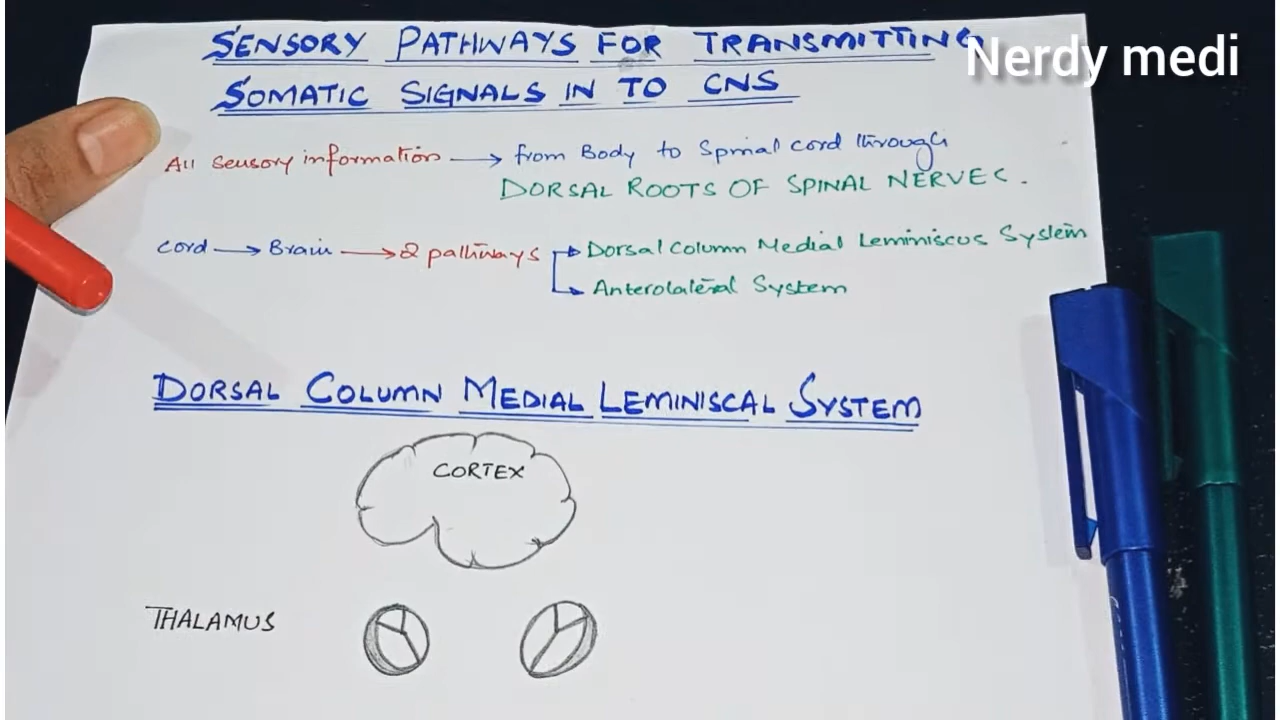 SENSORY PATHWAYS FOR TRANSMITTING
Nerdy medi
SOMATIC SIGNALS IN TO CNS
All sensory information → from Body to Spinal cord through
DORSAL ROOTS OF SPINAL NERVES.
cord → Brain → 2 pathways → Dorsal Column Medial Leminiscus System
→ Anterolateral System
DORSAL COLUMN MEDIAL LEMINISCAL SYSTEM
CORTEX
THALAMUS